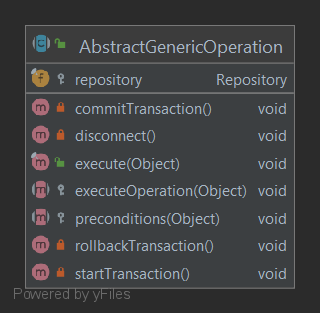 AbstractGenericOperation
repository Repository
commitTransaction() void
disconnect() void
execute(Object) void
executeOperation(Object) void
preconditions(Object) void
rollbackTransaction() void
startTransaction() void
Powered by yFiles